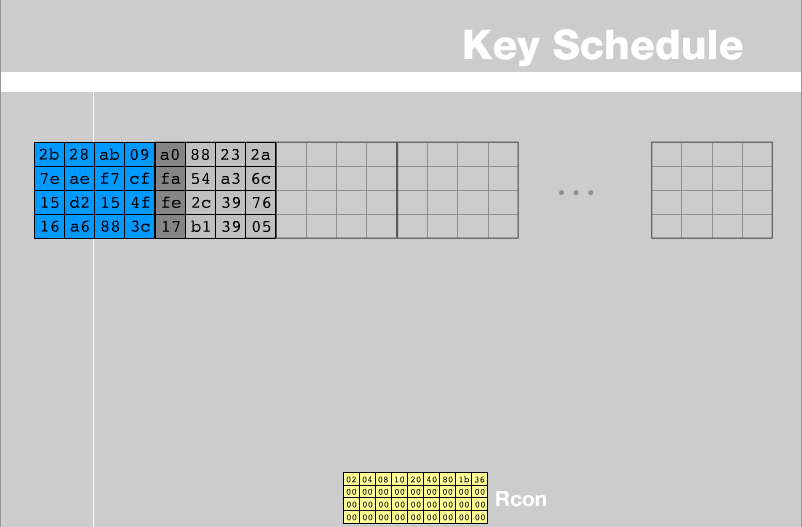 Key Schedule
2b 28 ab 09 a0 88 23 2a
7e ae f7 cf fa 54 a3 6c
15 d2 15 4f fe 2c 39 76
16 a6 88 3c 17 b1 39 05
...
02 04 08 10 20 40 80 1b 36
00 00 00 00 00 00 00 00 00
00 00 00 00 00 00 00 00 00
00 00 00 00 00 00 00 00 00
Rcon